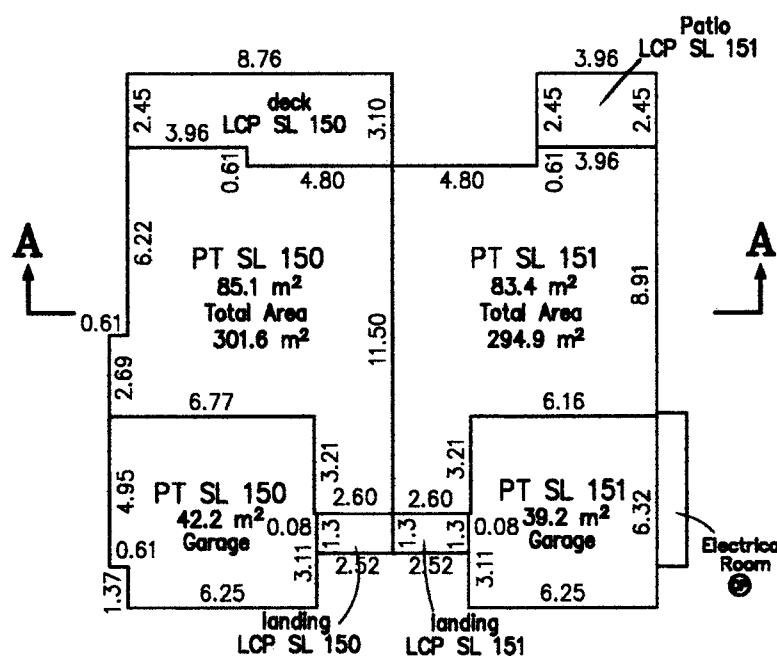 Patio
LCP SL 151
8.76
3.96
2.45
deck
LCP SL 150
3.10
2.45
2.45
3.96
0.61
4.80
4.80
0.61
3.96
A
A
6.22
PT SL 150
85.1 m²
Total Area
301.6 m²
PT SL 151
83.4 m²
Total Area
294.9 m²
8.91
0.61
11.50
2.69
6.77
6.16
3.21
3.21
4.95
PT SL 150
42.2 m²
Garage
2.60
2.60
PT SL 151
39.2 m²
Garage
6.32
0.08
1.3
1.3
1.3
0.08
0.61
3.11
2.52
2.52
3.11
Electrical
Room
CP
1.37
6.25
6.25
landing
LCP SL 150
landing
LCP SL 151